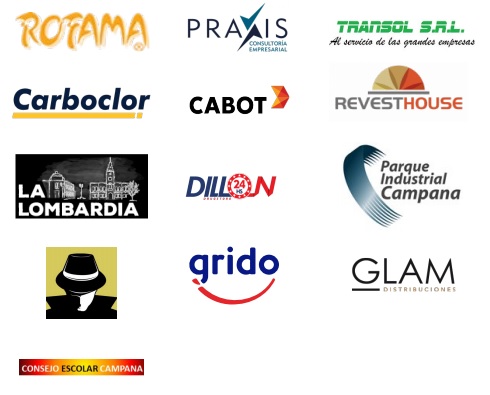 ROFAMA
PRAXIS
CONSULTORÍA
EMPRESARIAL
TRANSOL S.R.L.
Al servicio de las grandes empresas
Carboclor
CABOT
REVESTHOUSE
LA
LOMBARDIA
DILLON
24
HS
Parque
Industrial
Campana
grido
GLAM
DISTRIBUCIONES
CONSEJO ESCOLAR CAMPANA